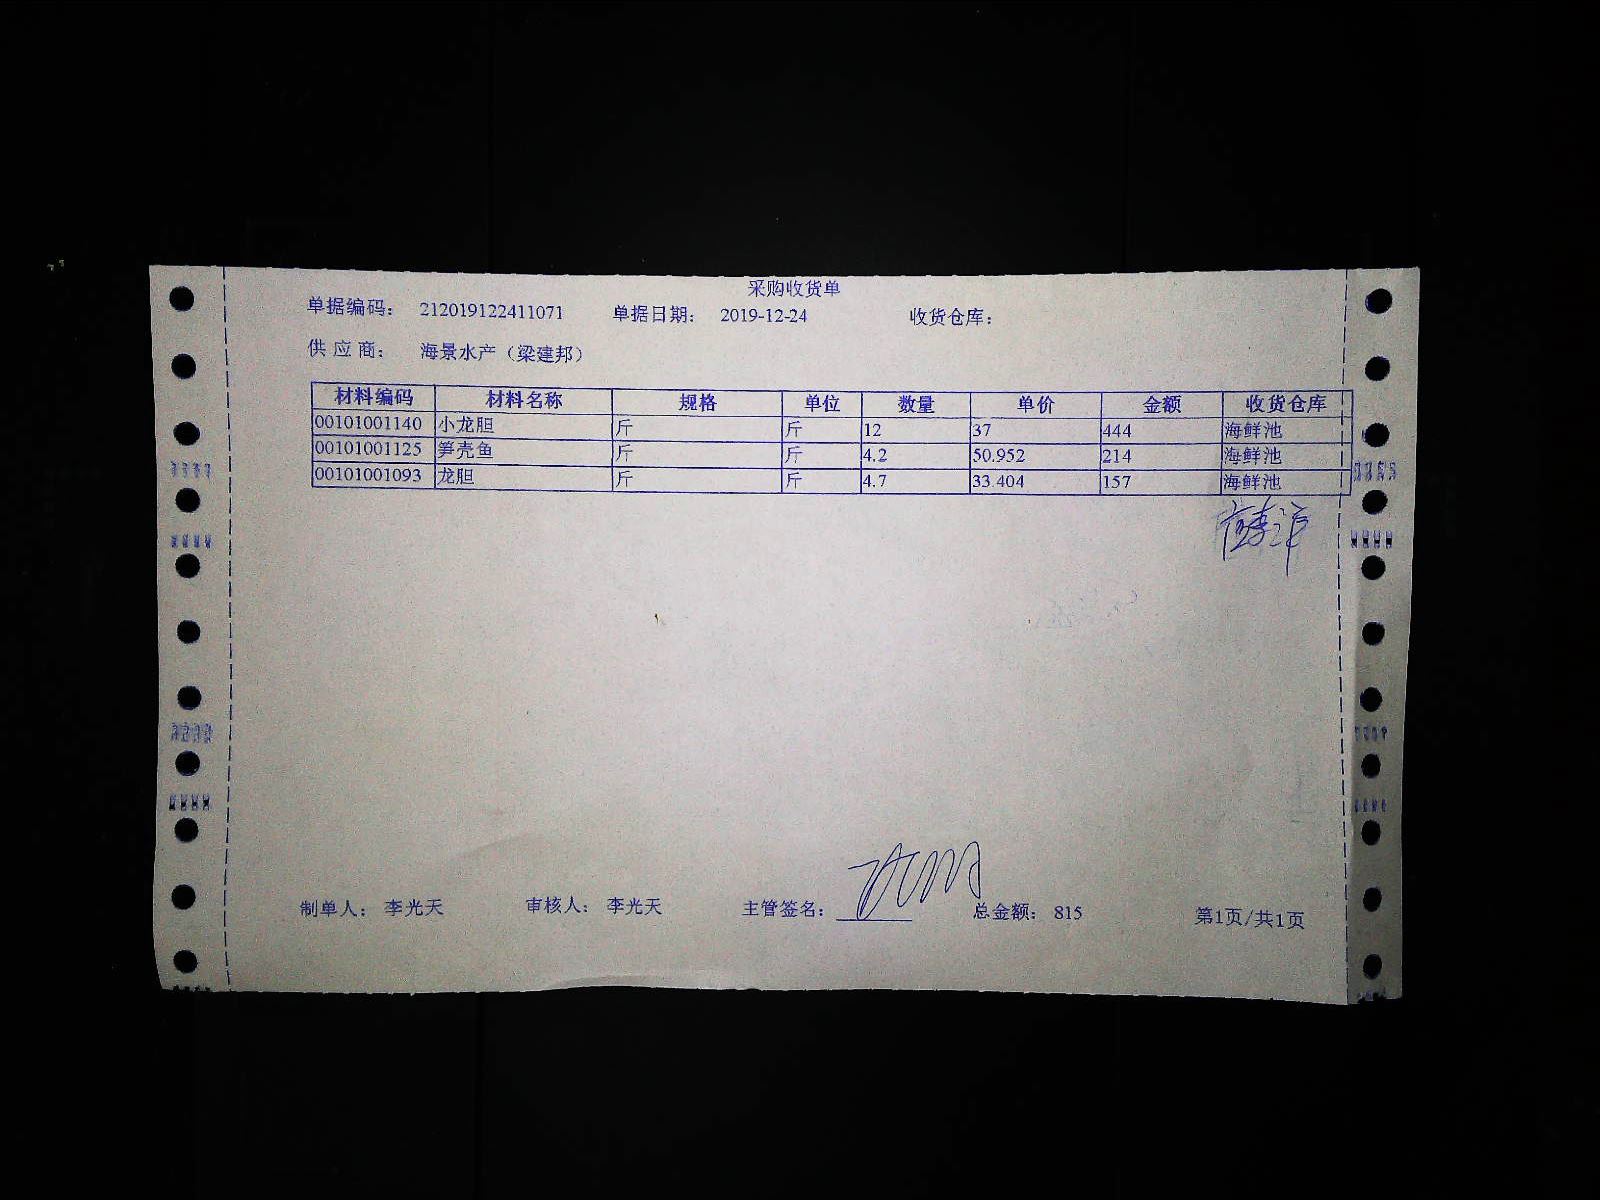 采购收货单
单据编码： 212019122411071 单据日期： 2019-12-24 收货仓库：
供 应 商： 海景水产（梁建邦）
材料编码 材料名称 规格 单位 数量 单价 金额 收货仓库
00101001140 小龙胆 斤 斤 12 37 444 海鲜池
00101001125 笋壳鱼 斤 斤 4.2 50.952 214 海鲜池
00101001093 龙胆 斤 斤 4.7 33.404 157 海鲜池
制单人： 李光天 审核人： 李光天 主管签名： 总金额： 815 第1页/共1页